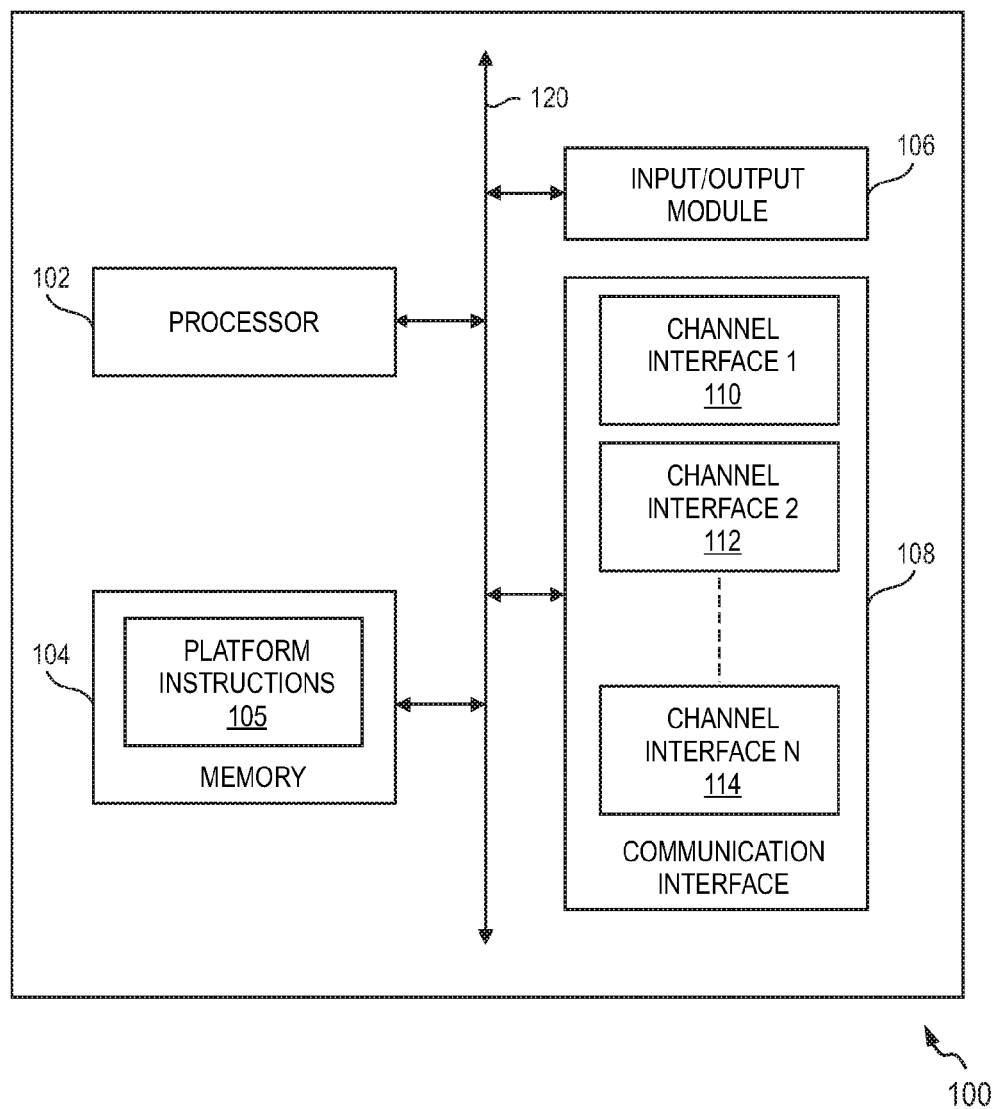 120
106
INPUT/OUTPUT
MODULE
102
PROCESSOR
CHANNEL
INTERFACE 1
110
CHANNEL
INTERFACE 2
112
108
104
PLATFORM
INSTRUCTIONS
105
MEMORY
CHANNEL
INTERFACE N
114
COMMUNICATION
INTERFACE
100